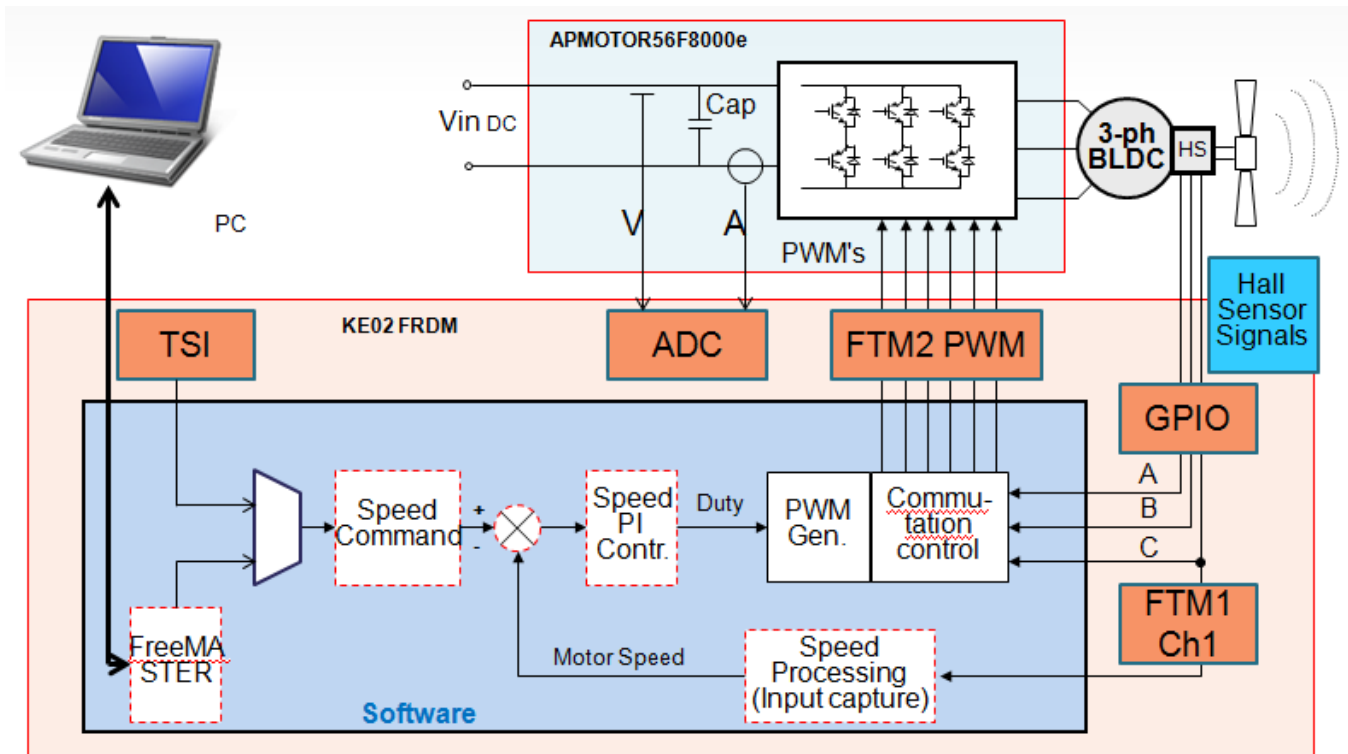 APMOTOR56F8000e
Cap
Vin DC
3-ph
BLDC
HS
PC
V
A
PWM's
Hall
Sensor
Signals
KE02 FRDM
TSI
ADC
FTM2 PWM
GPIO
A
B
C
Speed
Command
+
-
Speed
PI
Contr.
Duty
PWM
Gen.
Commu-
tation
control
FTM1
Ch1
FreeMA
STER
Motor Speed
Speed
Processing
(Input capture)
Software